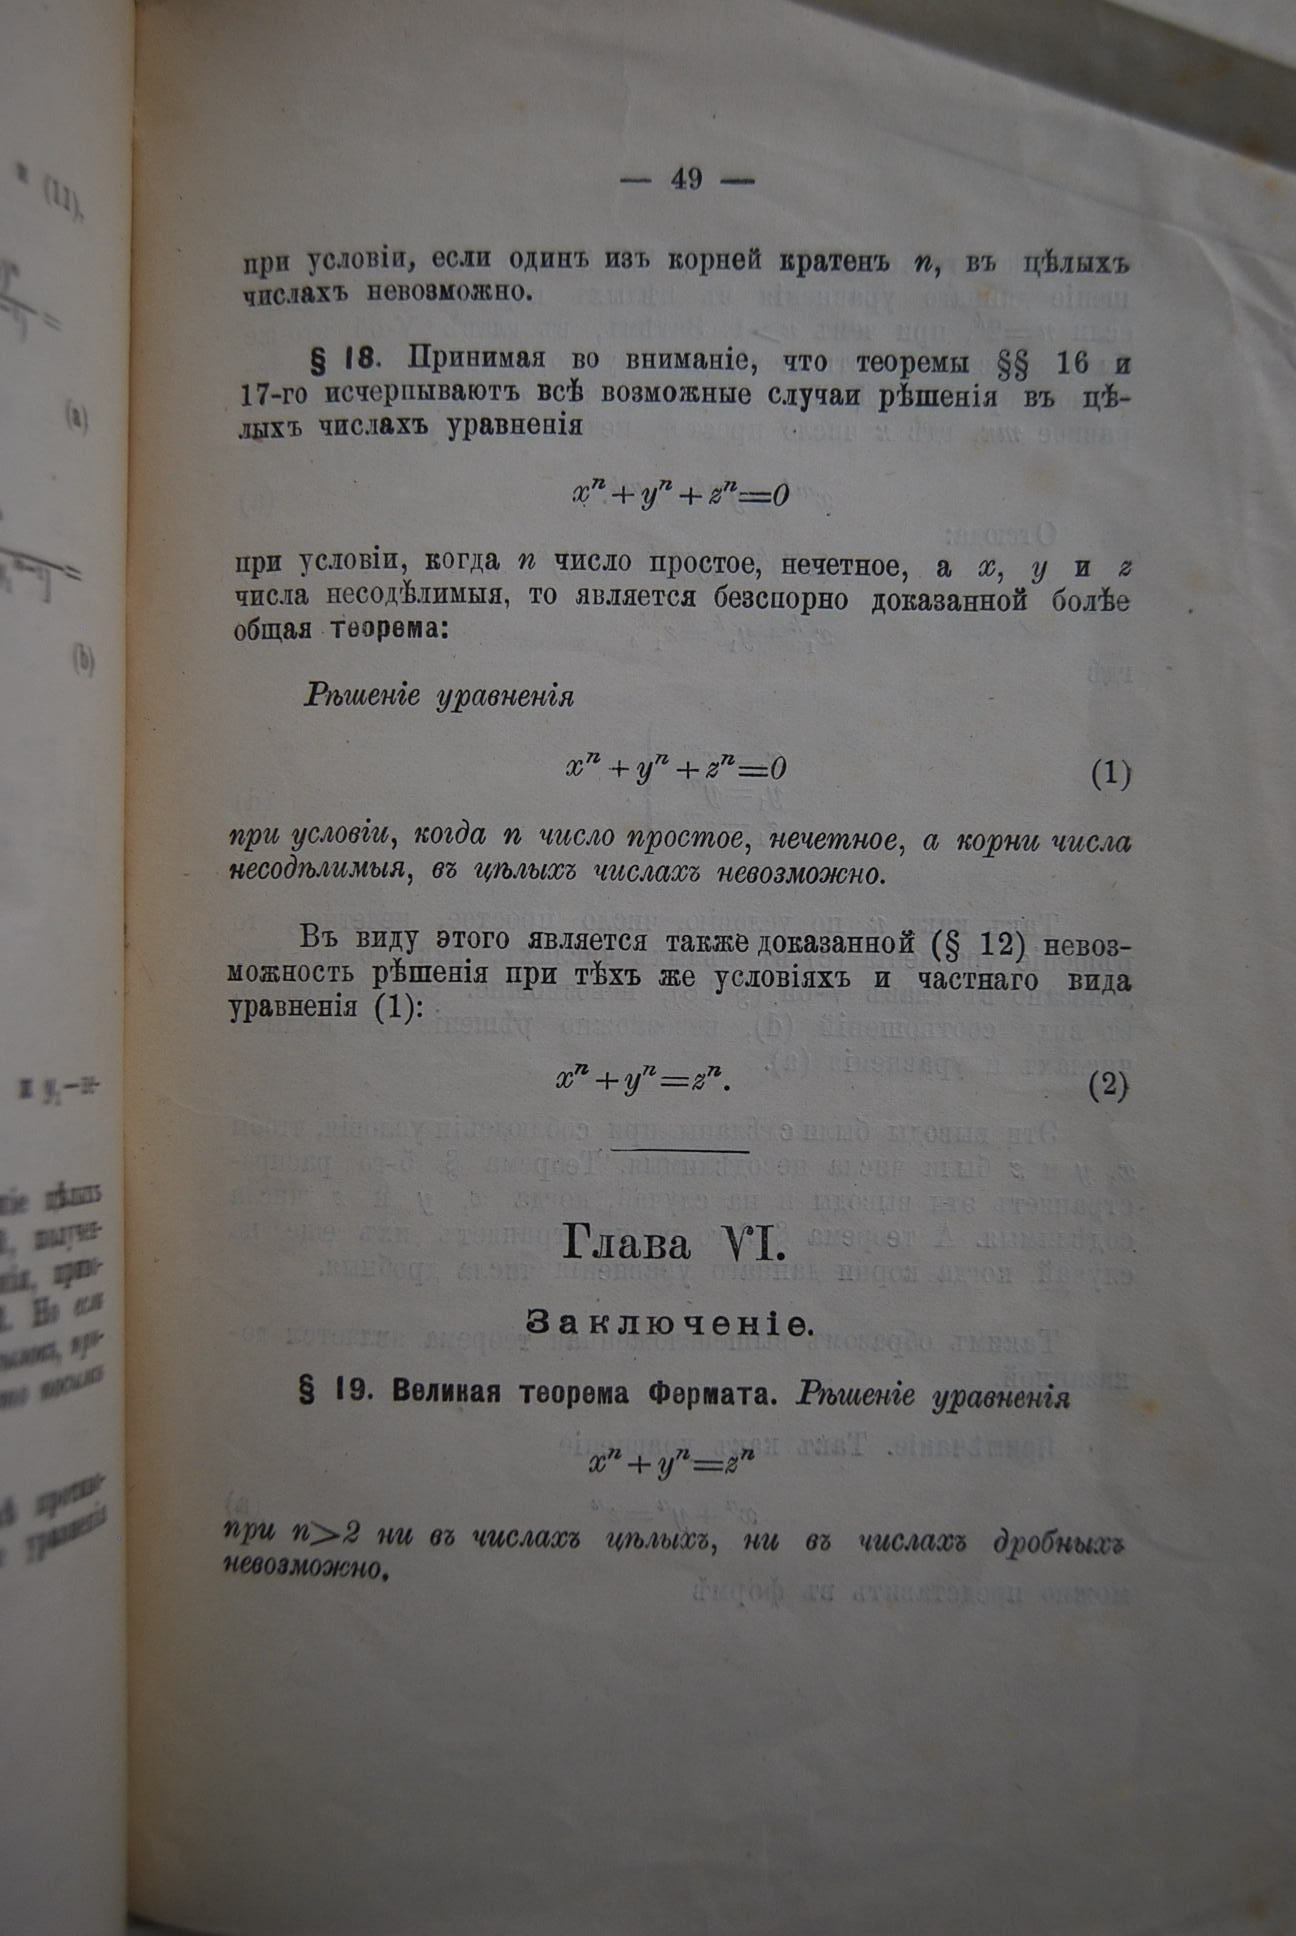 — 49 —
при условіи, если одинъ изъ корней кратенъ n, въ цѣлыхъ
числахъ невозможно.
§ 18. Принимая во вниманіе, что теоремы §§ 16 и
17-го исчерпываютъ всѣ возможные случаи рѣшенія въ цѣ-
лыхъ числахъ уравненія
xⁿ + yⁿ + zⁿ = 0
при условіи, когда n число простое, нечетное, а x, y и z
числа несодѣлимыя, то является безспорно доказанной болѣе
общая теорема:
Рѣшеніе уравненія
xⁿ + yⁿ + zⁿ = 0 (1)
при условіи, когда n число простое, нечетное, а корни числа
несодѣлимыя, въ цѣлыхъ числахъ невозможно.
Въ виду этого является также доказанной (§ 12) невоз-
можность рѣшенія при тѣхъ же условіяхъ и частнаго вида
уравненія (1):
xⁿ + yⁿ = zⁿ. (2)
Глава VI.
Заключеніе.
§ 19. Великая теорема Фермата. Рѣшеніе уравненія
xⁿ + yⁿ = zⁿ
при n>2 ни въ числахъ цѣлыхъ, ни въ числахъ дробныхъ
невозможно.
и (11).
(a)
(b)